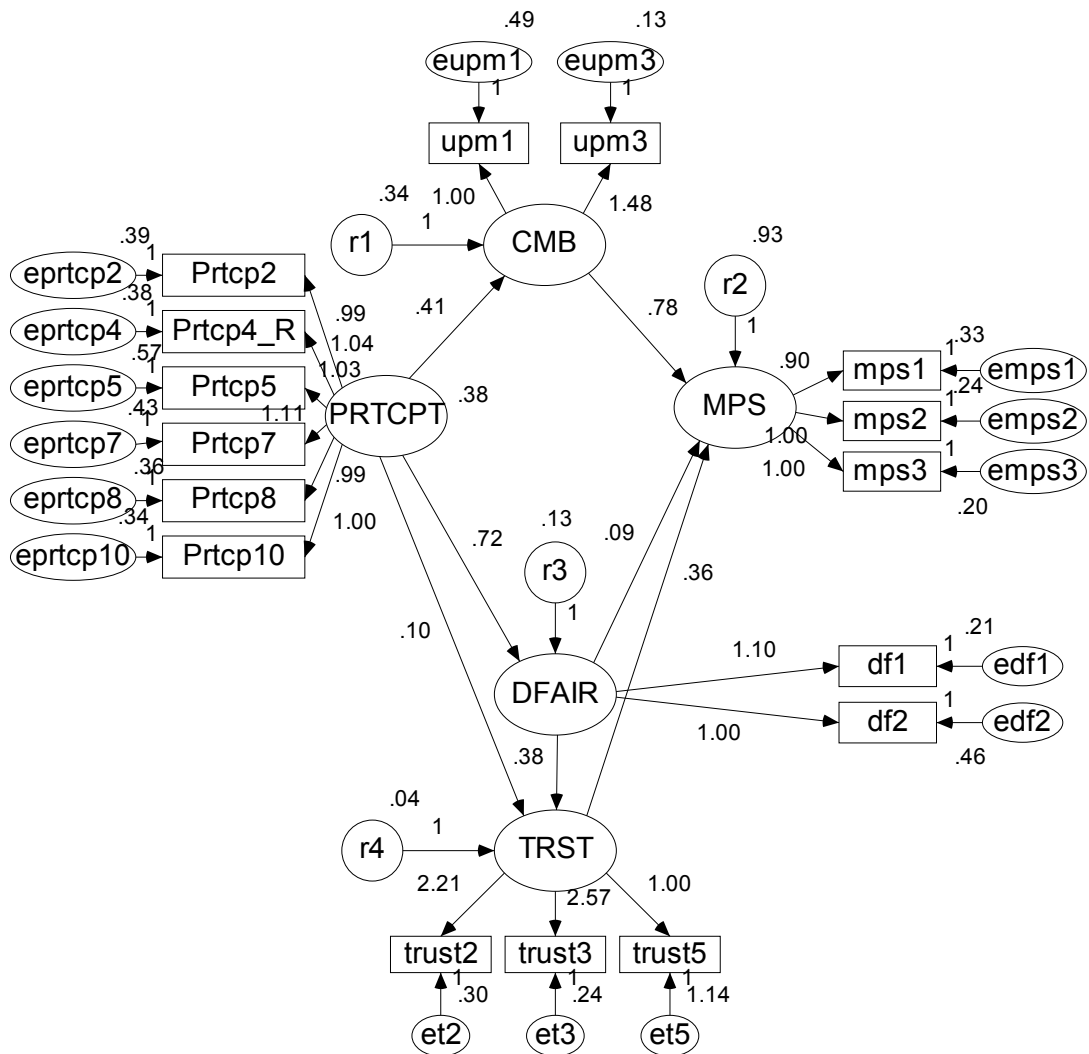 .49
.13
eupm1
eupm3
1
1
upm1
upm3
.34
1.00
1.48
r1
1
CMB
.93
r2
1
.39
eprtcp2
1
Prtcp2
.38
eprtcp4
1
Prtcp4_R
.57
eprtcp5
1
Prtcp5
.43
eprtcp7
1
Prtcp7
.36
eprtcp8
1
Prtcp8
.34
eprtcp10
1
Prtcp10
.99
1.04
1.03
1.11
.99
1.00
.41
PRTCPT
.38
.78
MPS
.90
1.00
1.00
mps1
1
.33
emps1
mps2
1
.24
emps2
mps3
1
emps3
.20
.72
.13
r3
1
.09
.36
.10
DFAIR
1.10
df1
1
.21
edf1
1.00
df2
1
edf2
.46
.38
.04
r4
1
TRST
2.21
2.57
1.00
trust2
trust3
trust5
1
1
1
.30
.24
1.14
et2
et3
et5